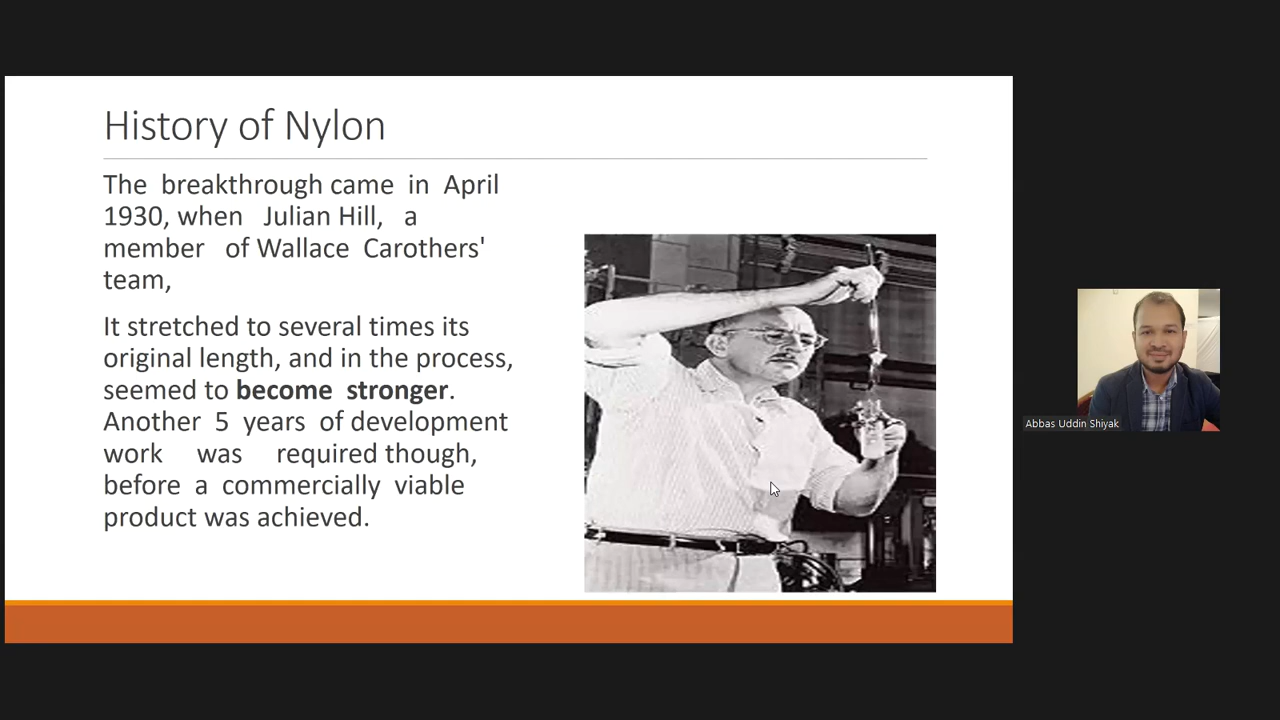 History of Nylon
The breakthrough came in April
1930, when Julian Hill, a
member of Wallace Carothers'
team,
It stretched to several times its
original length, and in the process,
seemed to become stronger.
Another 5 years of development
work was required though,
before a commercially viable
product was achieved.
Abbas Uddin Shiyak